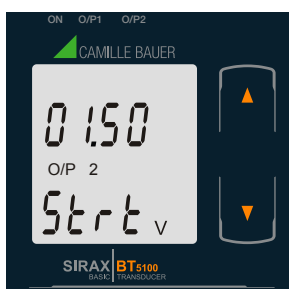 ON O/P1 O/P2
CAMILLE BAUER
01.50
O/P 2
Strt V
SIRAX BT5100
BASIC TRANSDUCER